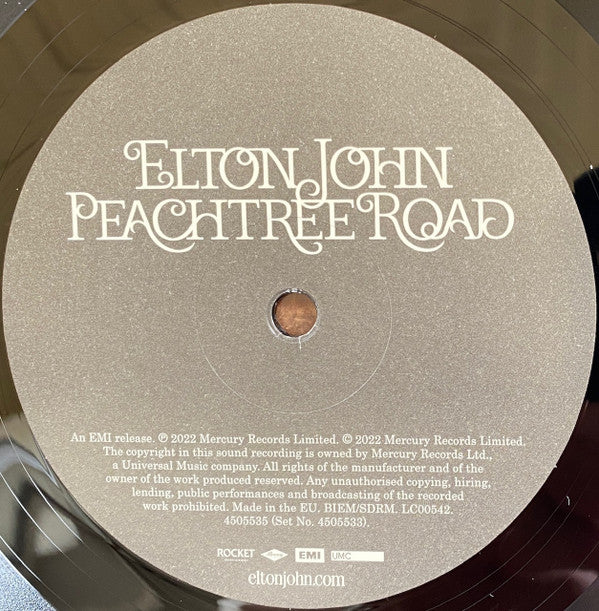 ELTON JOHN
PEACHTREE ROAD
An EMI release. ℗ 2022 Mercury Records Limited. © 2022 Mercury Records Limited.
The copyright in this sound recording is owned by Mercury Records Ltd.,
a Universal Music company. All rights of the manufacturer and of the
owner of the work produced reserved. Any unauthorised copying, hiring,
lending, public performances and broadcasting of the recorded
work prohibited. Made in the EU. BIEM/SDRM. LC00542.
4505535 (Set No. 4505533).
ROCKET EMI UMC
eltonjohn.com